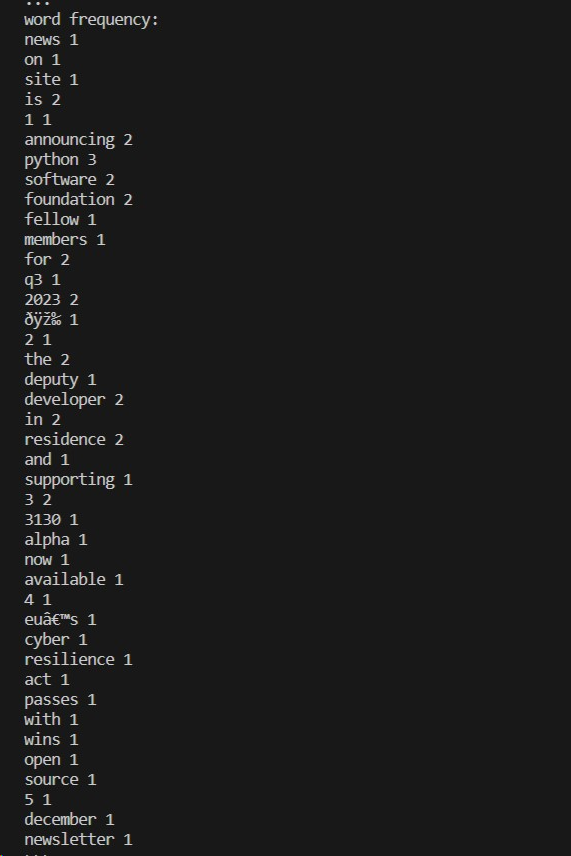 ...
word frequency:
news 1
on 1
site 1
is 2
1 1
announcing 2
python 3
software 2
foundation 2
fellow 1
members 1
for 2
q3 1
2023 2
ðŸž‰ 1
2 1
the 2
deputy 1
developer 2
in 2
residence 2
and 1
supporting 1
3 2
3130 1
alpha 1
now 1
available 1
4 1
euâ€™s 1
cyber 1
resilience 1
act 1
passes 1
with 1
wins 1
open 1
source 1
5 1
december 1
newsletter 1